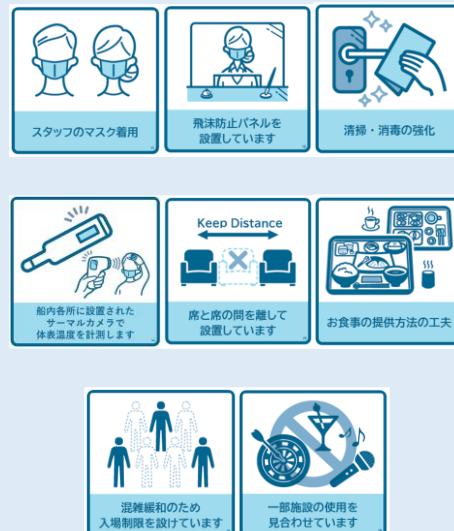 スタッフのマスク着用
飛沫防止パネルを
設置しています
清掃・消毒の強化
船内各所に設置された
サーマルカメラで
体表温度を計測します
Keep Distance
席と席の間を離して
設置しています
お食事の提供方法の工夫
混雑緩和のため
入場制限を設けています
一部施設の使用を
見合わせています